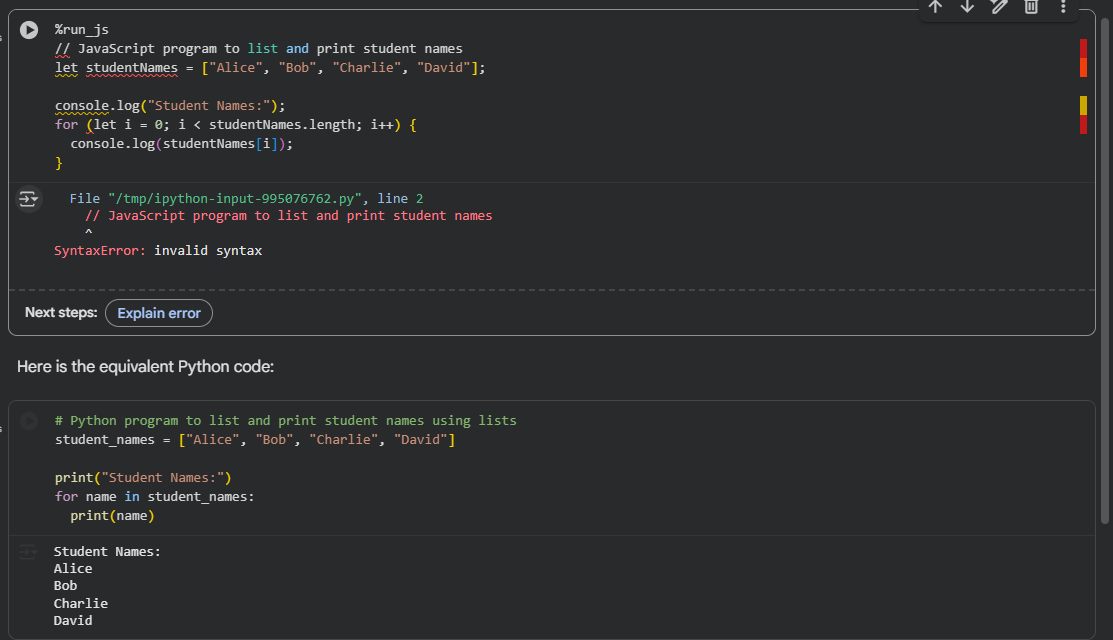 %run_js
// JavaScript program to list and print student names
let studentNames = ["Alice", "Bob", "Charlie", "David"];
console.log("Student Names:");
for (let i = 0; i < studentNames.length; i++) {
  console.log(studentNames[i]);
}
File "/tmp/ipython-input-995076762.py", line 2
    // JavaScript program to list and print student names
    ^
SyntaxError: invalid syntax
Next steps: Explain error
Here is the equivalent Python code:
# Python program to list and print student names using lists
student_names = ["Alice", "Bob", "Charlie", "David"]
print("Student Names:")
for name in student_names:
  print(name)
Student Names:
Alice
Bob
Charlie
David